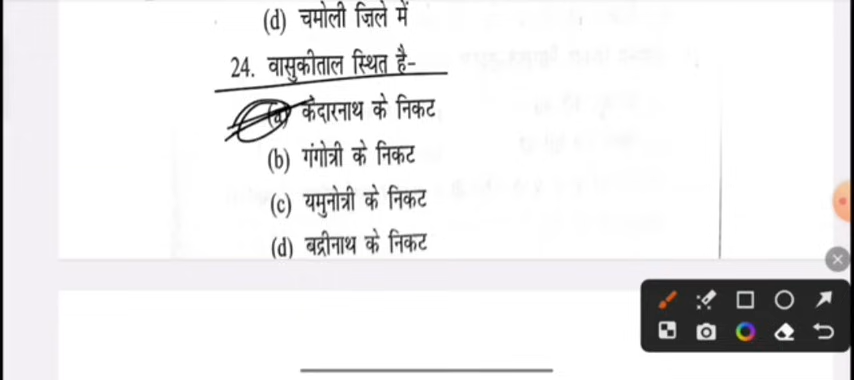 (d) चमोली ज़िले में
24. वासुकीताल स्थित है-
(a) केदारनाथ के निकट
(b) गंगोत्री के निकट
(c) यमुनोत्री के निकट
(d) बद्रीनाथ के निकट